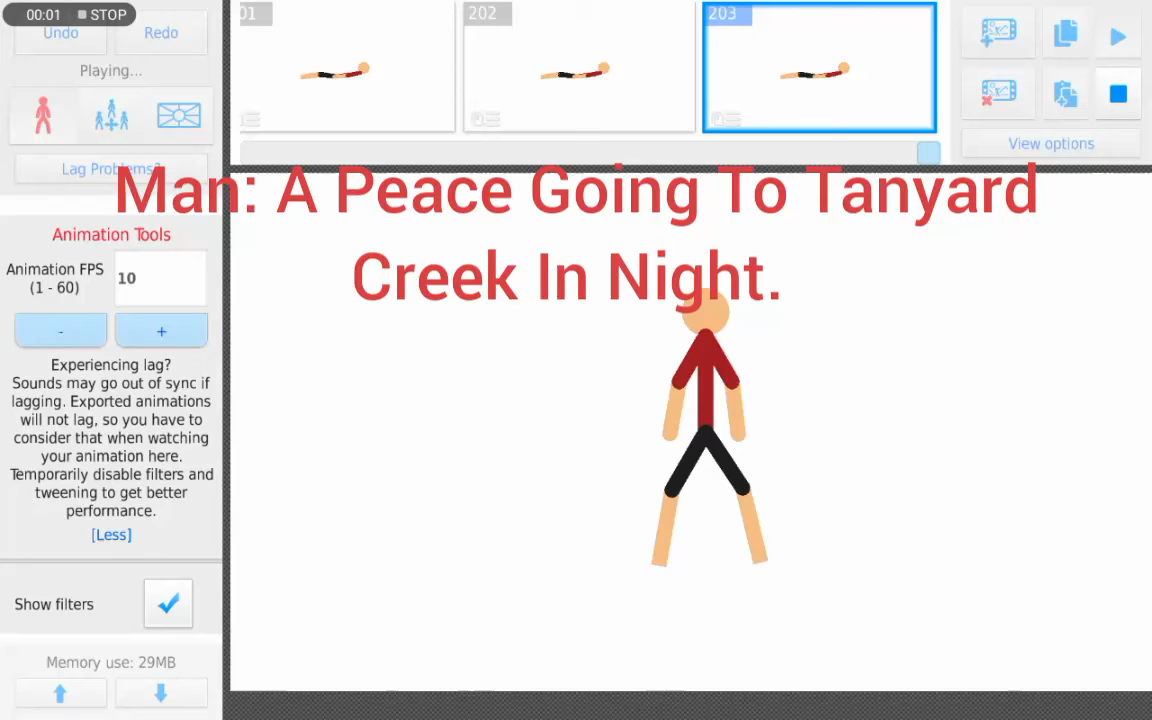 00:01 STOP
Undo Redo
Playing...
Lag Problems?
Animation Tools
Animation FPS
(1 - 60)
10
- +
Experiencing lag?
Sounds may go out of sync if
lagging. Exported animations
will not lag, so you have to
consider that when watching
your animation here.
Temporarily disable filters and
tweening to get better
performance.
[Less]
Show filters
Memory use: 29MB
01 202 203
View options
Man: A Peace Going To Tanyard
Creek In Night.